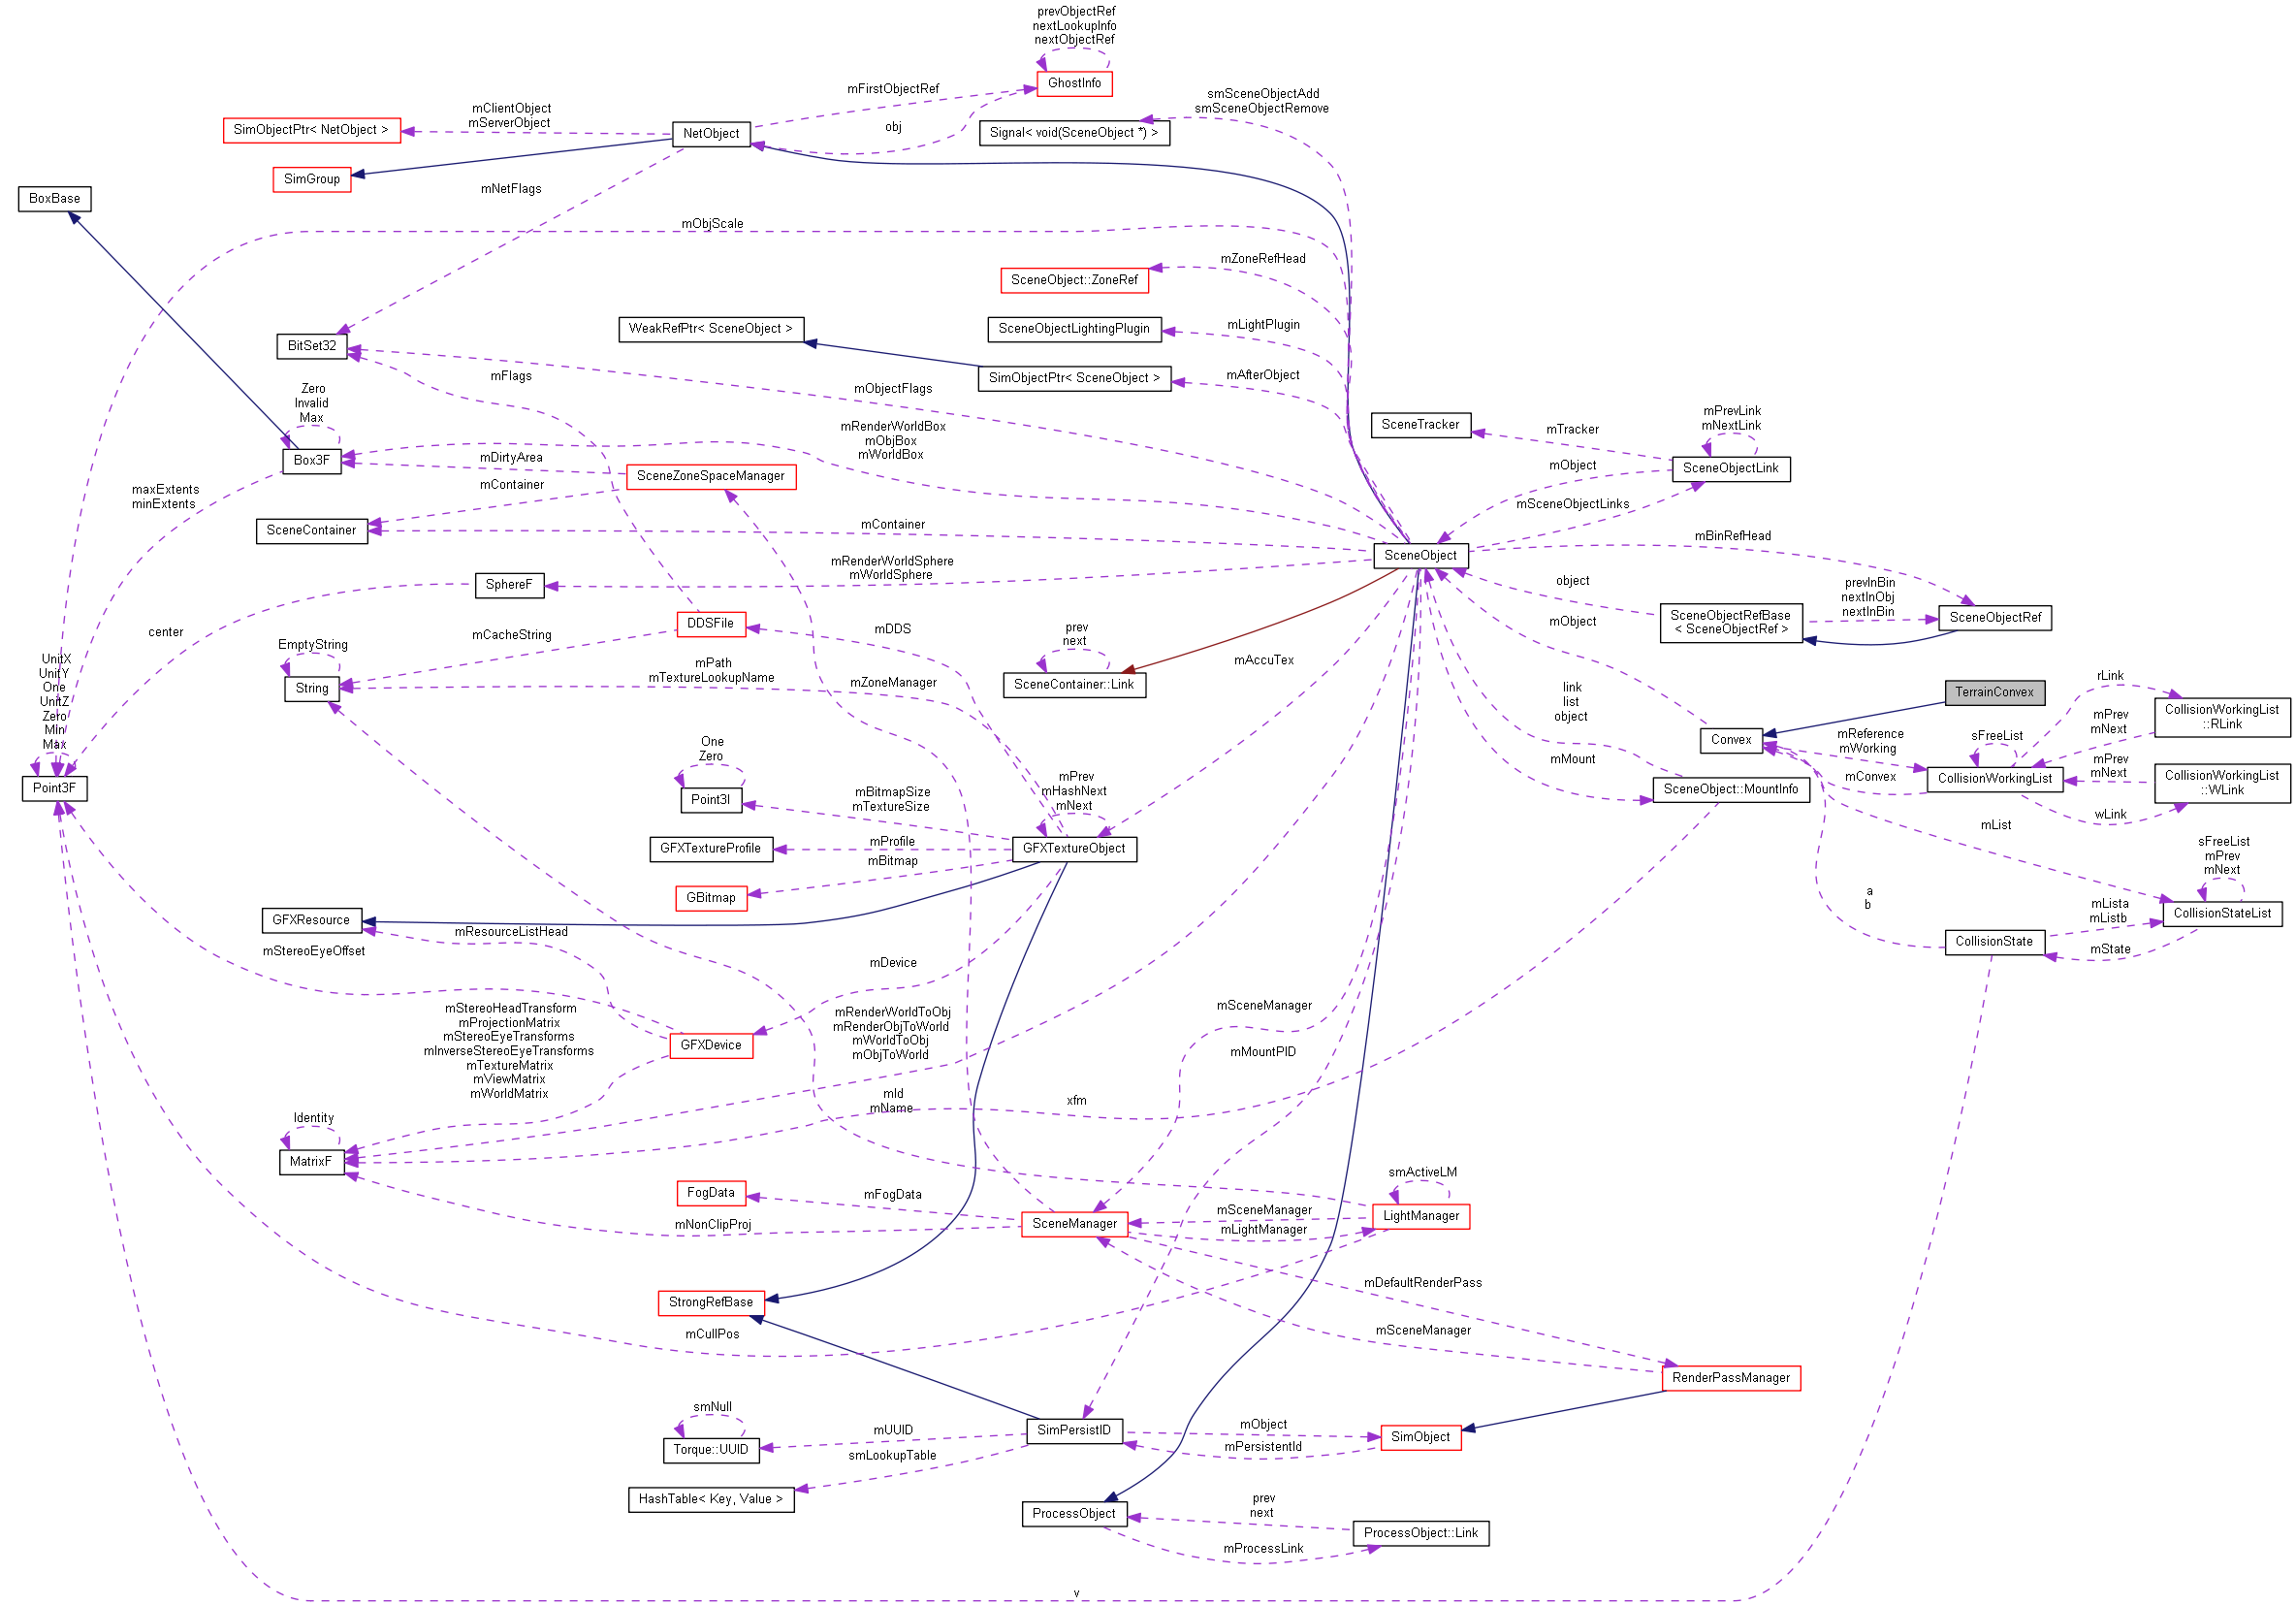 prevObjectRef
nextLookupInfo
nextObjectRef
GhostInfo
mFirstObjectRef
smSceneObjectAdd
smSceneObjectRemove
mClientObject
mServerObject
SimObjectPtr< NetObject >
NetObject
obj
Signal< void(SceneObject *) >
SimGroup
BoxBase
mNetFlags
mObjScale
mZoneRefHead
SceneObject::ZoneRef
WeakRefPtr< SceneObject >
SceneObjectLightingPlugin
mLightPlugin
BitSet32
mFlags
SimObjectPtr< SceneObject >
mAfterObject
mObjectFlags
Zero
Invalid
Max
SceneTracker
mTracker
mPrevLink
mNextLink
mRenderWorldBox
mObjBox
mWorldBox
Box3F
mDirtyArea
SceneZoneSpaceManager
mObject
SceneObjectLink
maxExtents
minExtents
mContainer
mSceneObjectLinks
SceneContainer
mContainer
mBinRefHead
SceneObject
mRenderWorldSphere
mWorldSphere
SphereF
object
prevInBin
nextInObj
nextInBin
SceneObjectRefBase
< SceneObjectRef >
SceneObjectRef
center
mCacheString
DDSFile
mDDS
mObject
prev
next
EmptyString
UnitX
UnitY
One
UnitZ
Zero
Min
Max
mPath
mTextureLookupName
mZoneManager
mAccuTex
String
SceneContainer::Link
link
list
object
TerrainConvex
rLink
CollisionWorkingList
::RLink
Convex
mReference
mWorking
sFreeList
mPrev
mNext
One
Zero
mMount
mConvex
CollisionWorkingList
mPrev
mNext
CollisionWorkingList
::WLink
Point3F
Point3I
mBitmapSize
mTextureSize
mPrev
mHashNext
mNext
SceneObject::MountInfo
wLink
mList
GFXTextureProfile
mProfile
GFXTextureObject
mBitmap
sFreeList
mPrev
mNext
GBitmap
a
b
mLista
mListb
CollisionStateList
GFXResource
mResourceListHead
mStereoEyeOffset
CollisionState
mState
mDevice
mStereoHeadTransform
mProjectionMatrix
mStereoEyeTransforms
mInverseStereoEyeTransforms
mTextureMatrix
mViewMatrix
mWorldMatrix
GFXDevice
mRenderWorldToObj
mRenderObjToWorld
mWorldToObj
mObjToWorld
mSceneManager
mMountPID
mId
mName
xfm
Identity
MatrixF
smActiveLM
FogData
mFogData
mNonClipProj
SceneManager
mSceneManager
mLightManager
LightManager
mDefaultRenderPass
StrongRefBase
mCullPos
mSceneManager
RenderPassManager
smNull
Torque::UUID
mUUID
smLookupTable
SimPersistID
mObject
mPersistentId
SimObject
HashTable< Key, Value >
ProcessObject
prev
next
ProcessObject::Link
mProcessLink
v